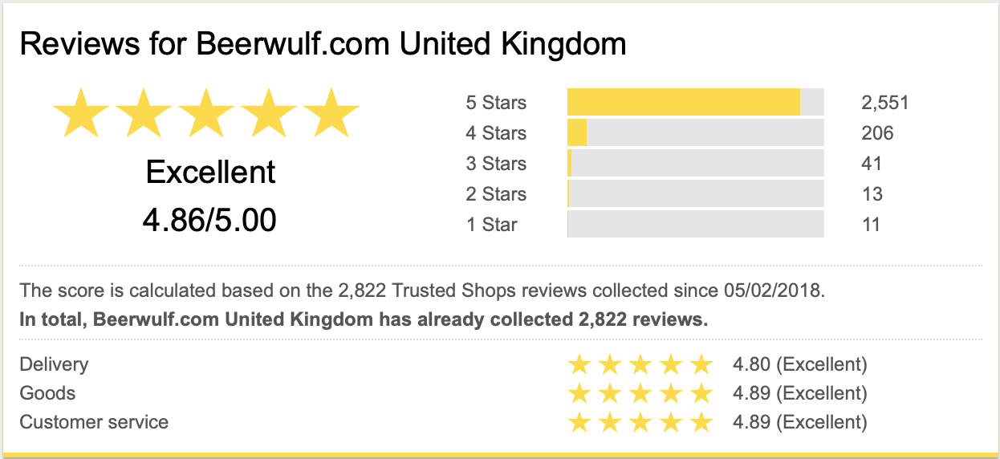 Reviews for Beerwulf.com United Kingdom
Excellent
4.86/5.00
5 Stars 2,551
4 Stars 206
3 Stars 41
2 Stars 13
1 Star 11
The score is calculated based on the 2,822 Trusted Shops reviews collected since 05/02/2018.
In total, Beerwulf.com United Kingdom has already collected 2,822 reviews.
Delivery 4.80 (Excellent)
Goods 4.89 (Excellent)
Customer service 4.89 (Excellent)